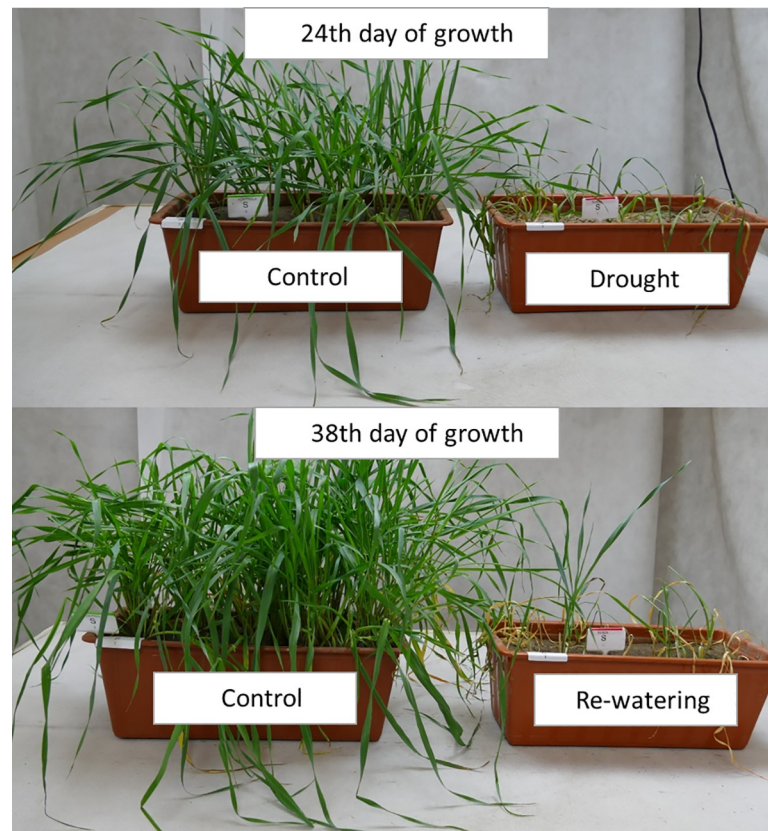 24th day of growth
S
S
Control
Drought
38th day of growth
S
S
Control
Re-watering